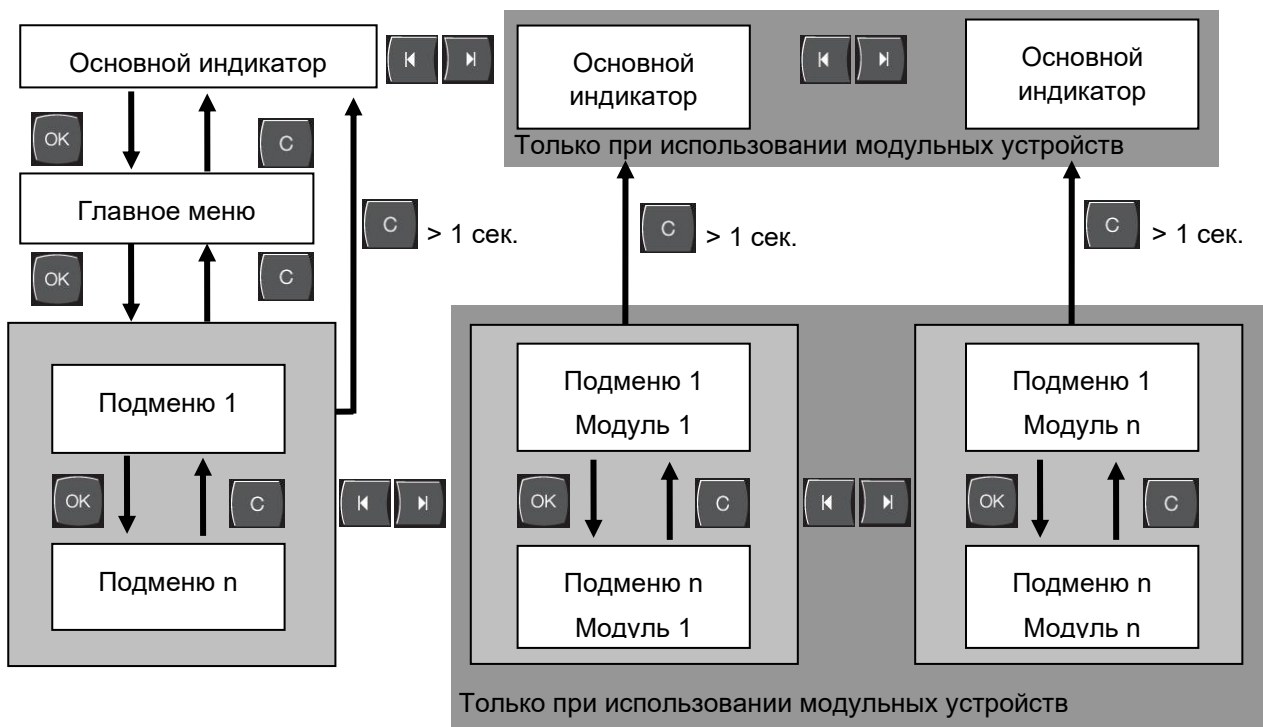 Основной индикатор
Основной
индикатор
Основной
индикатор
Только при использовании модульных устройств
OK
C
Главное меню
C
> 1 сек.
C
> 1 сек.
C
> 1 сек.
OK
C
Подменю 1
Подменю 1
Модуль 1
Подменю 1
Модуль n
OK
C
OK
C
OK
C
Подменю n
Подменю n
Модуль 1
Подменю n
Модуль n
Только при использовании модульных устройств